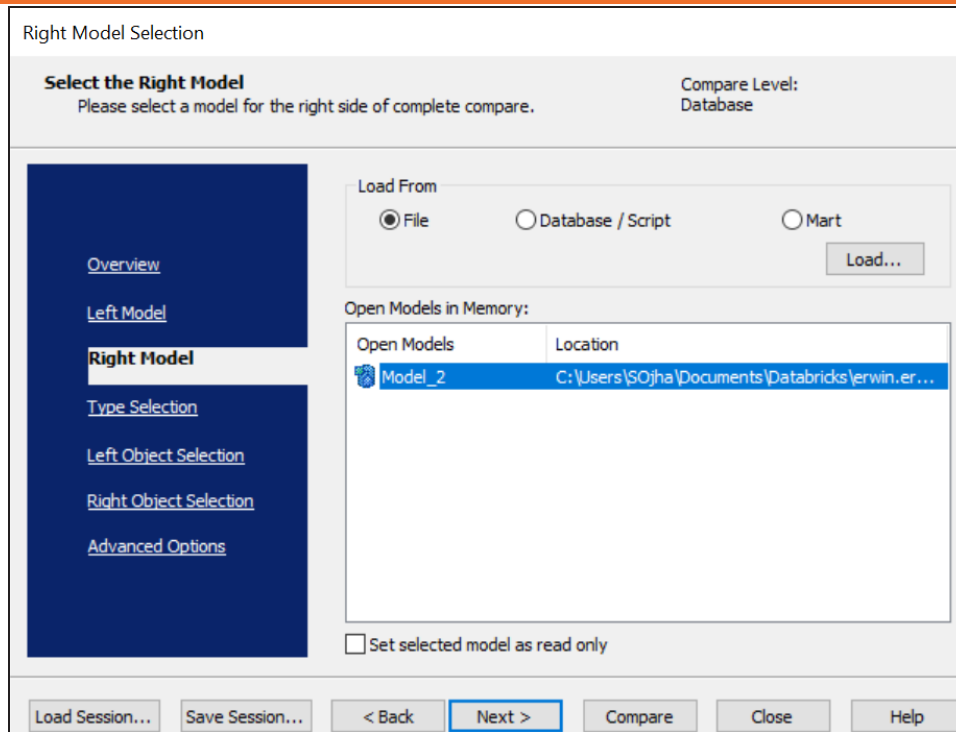 Right Model Selection
Select the Right Model
Please select a model for the right side of complete compare.
Compare Level:
Database
Overview
Left Model
Right Model
Type Selection
Left Object Selection
Right Object Selection
Advanced Options
Load From
File Database / Script Mart
Load...
Open Models in Memory:
Open Models Location
Model_2 C:\Users\SOjha\Documents\Databricks\erwin.er...
Set selected model as read only
Load Session... Save Session... < Back Next > Compare Close Help